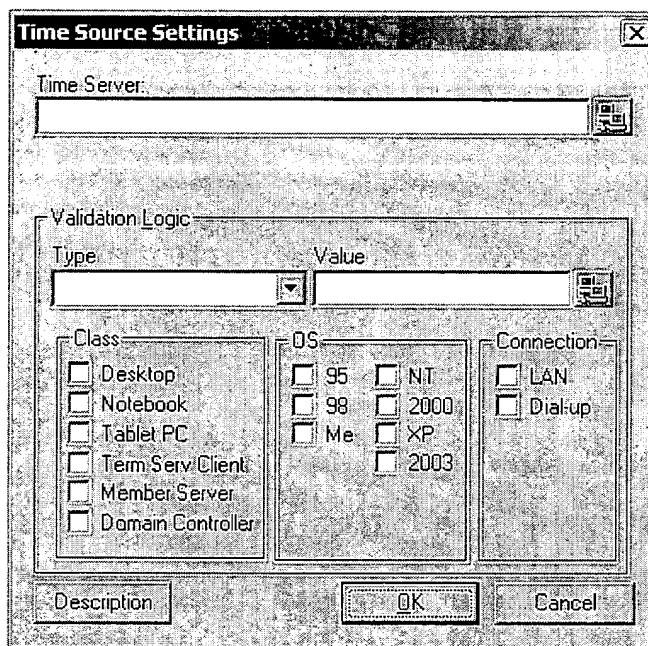 Time Source Settings
Time Server:
Validation Logic
Type Value
Class
Desktop
Notebook
Tablet PC
Term Serv Client
Member Server
Domain Controller
OS
95 NT
98 2000
Me XP
2003
Connection
LAN
Dial-up
Description OK Cancel